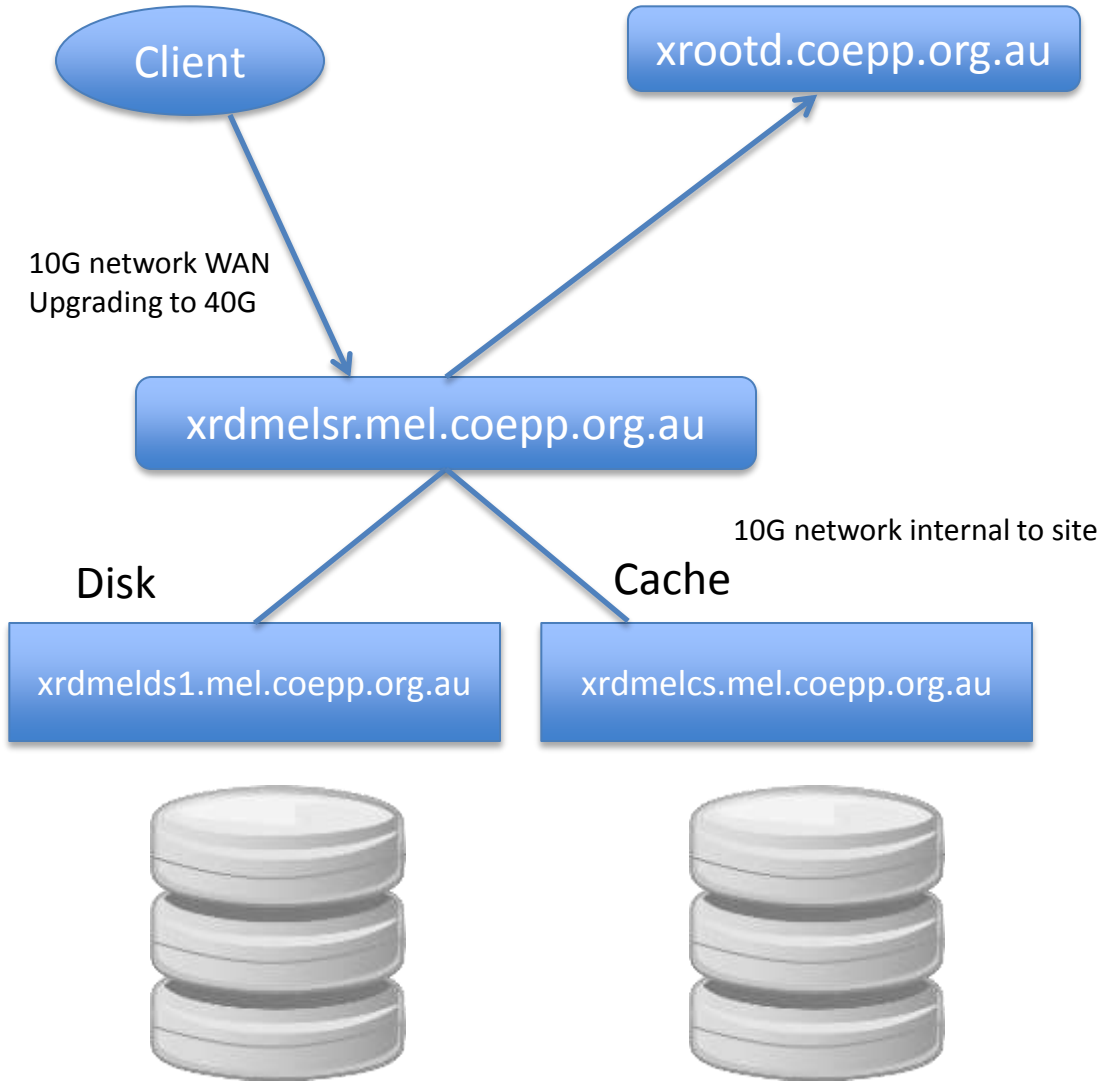 Client
xrootd.coepp.org.au
10G network WAN
Upgrading to 40G
xrdmelsr.mel.coepp.org.au
10G network internal to site
Disk
Cache
xrdmelds1.mel.coepp.org.au
xrdmelcs.mel.coepp.org.au